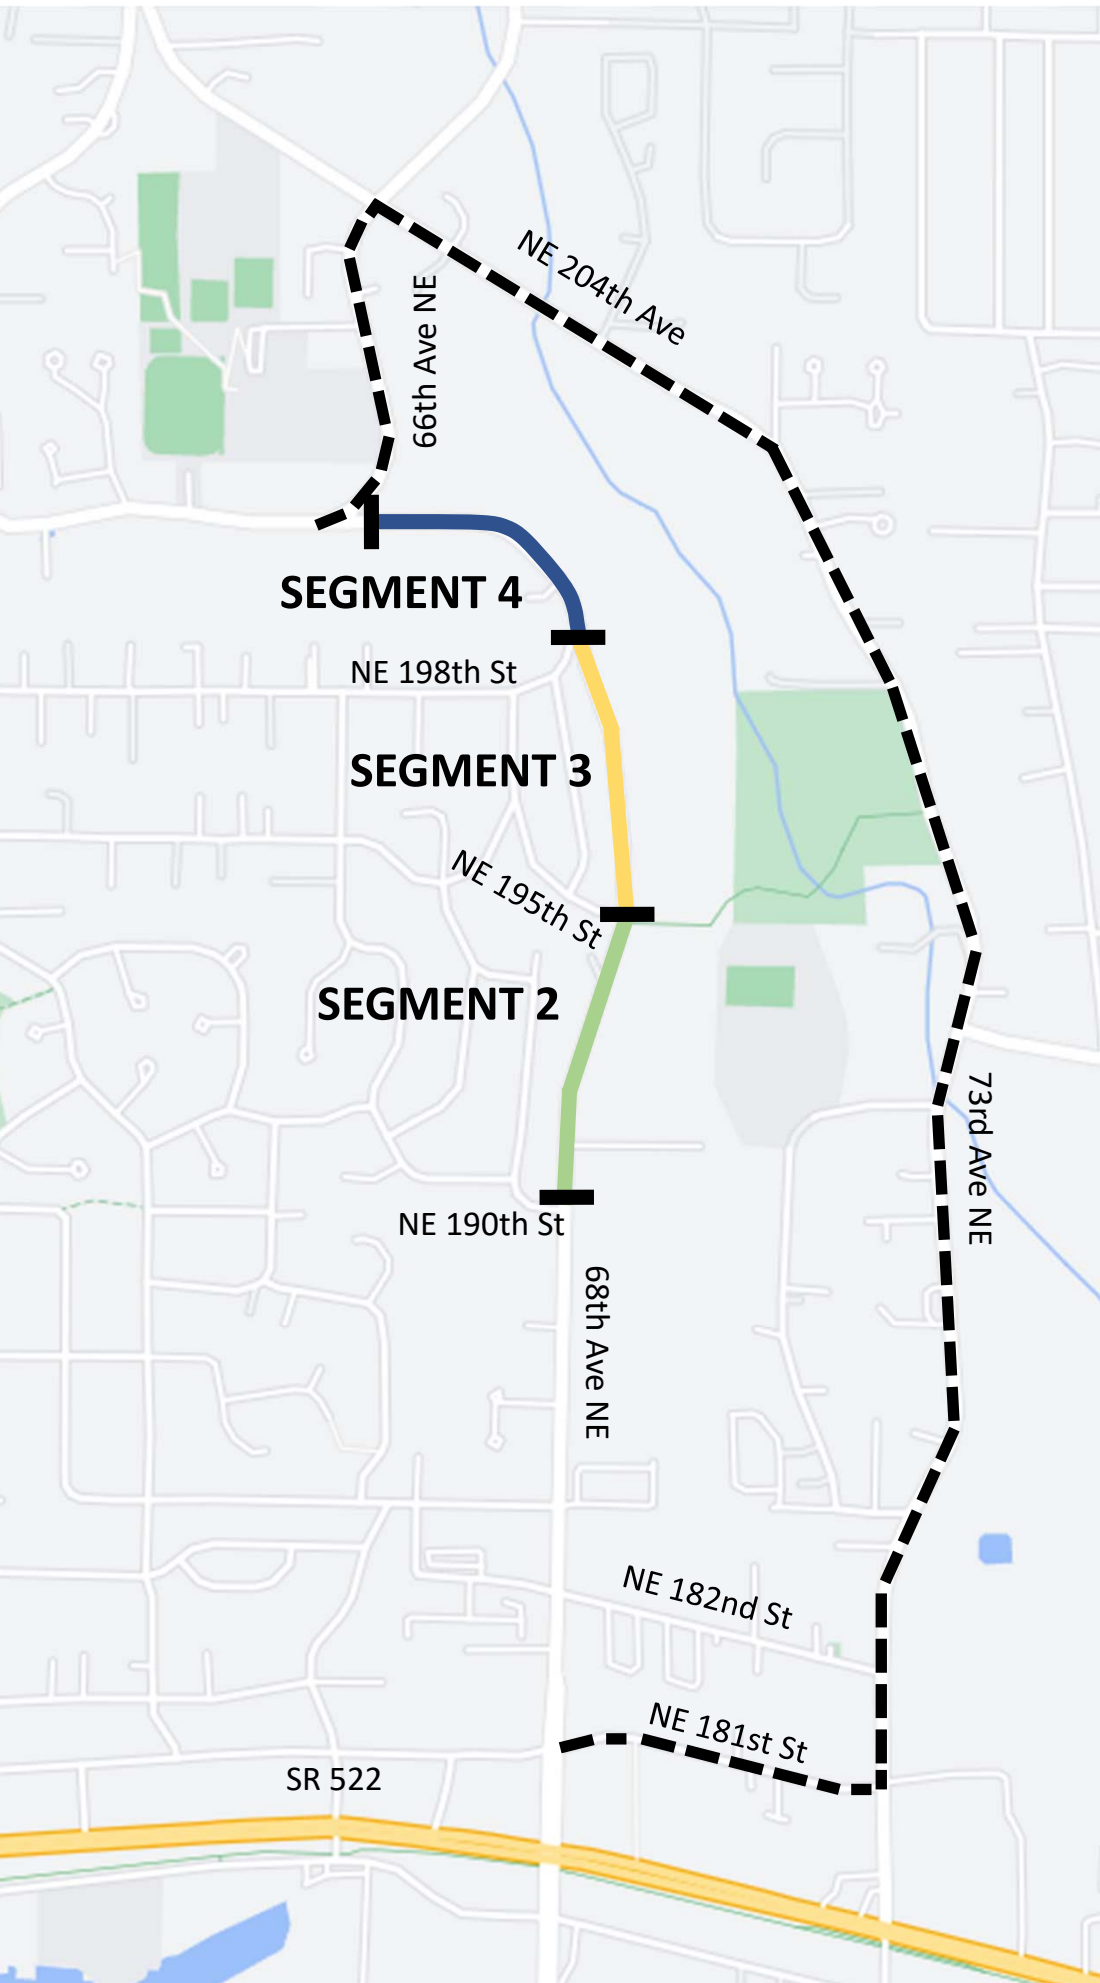 NE 204th Ave
66th Ave NE
SEGMENT 4
NE 198th St
SEGMENT 3
NE 195th St
SEGMENT 2
73rd Ave NE
NE 190th St
68th Ave NE
NE 182nd St
NE 181st St
SR 522